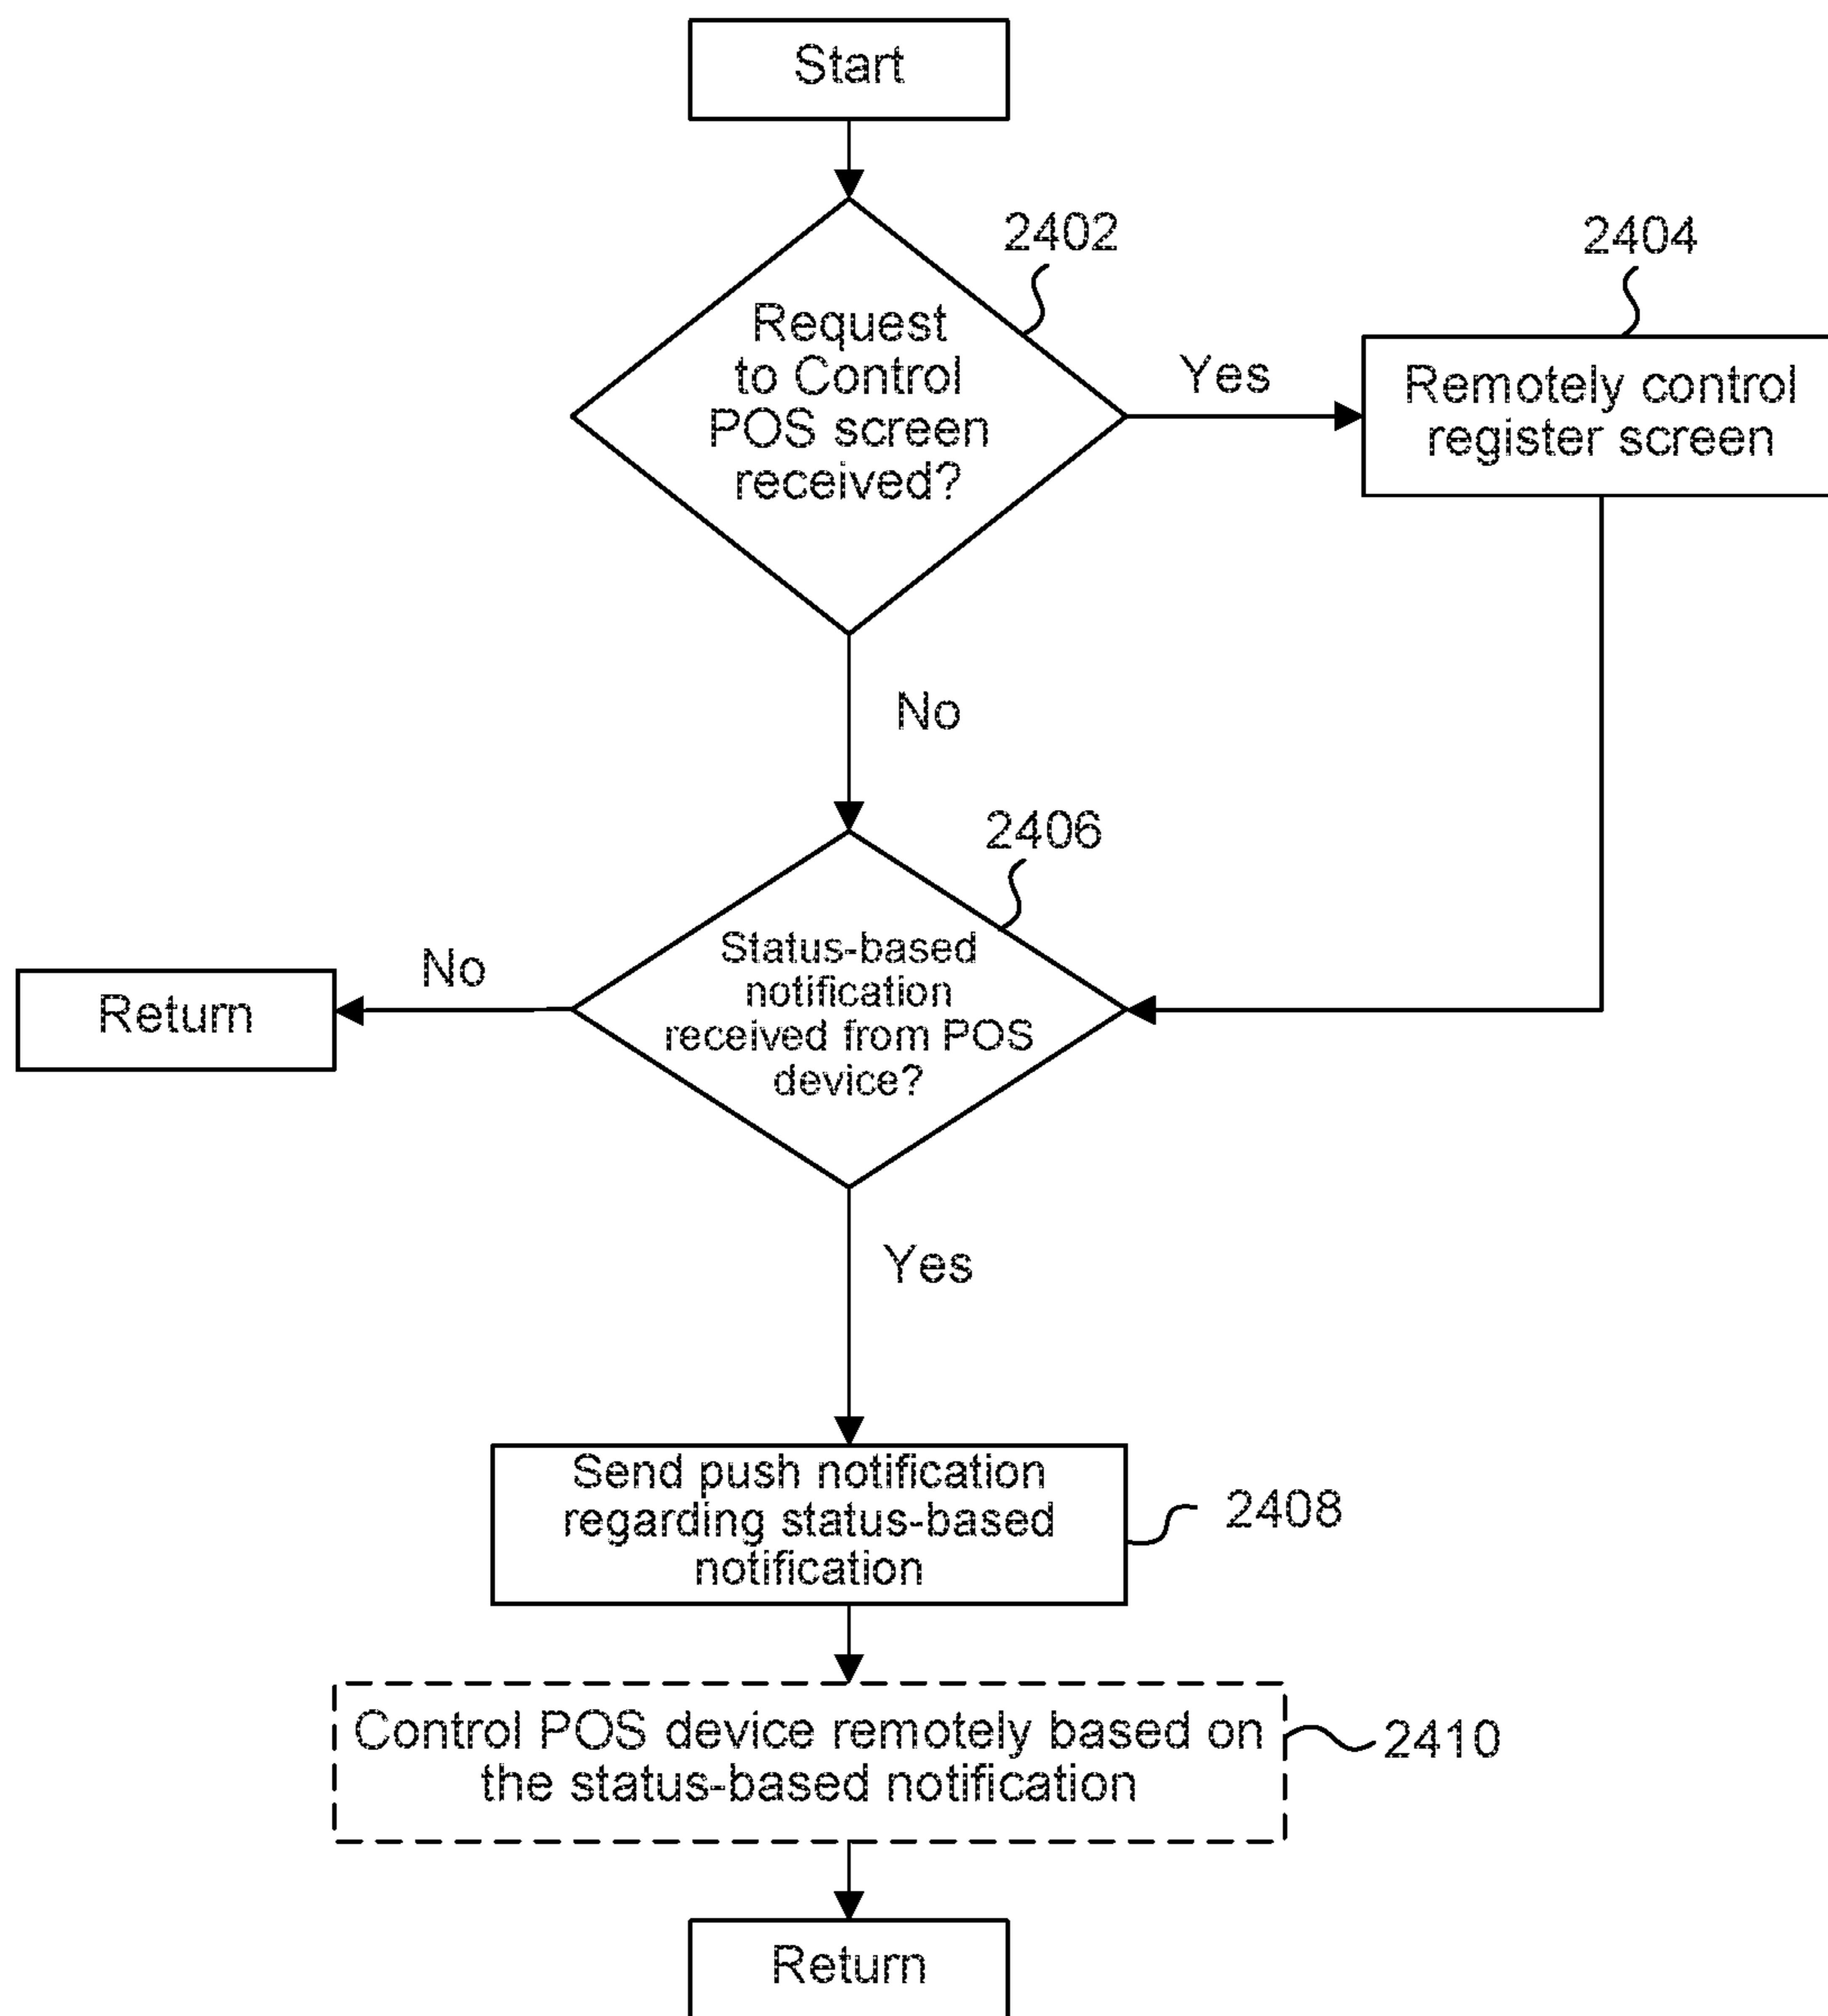 Start
2402
Request
to Control
POS screen
received?
Yes
2404
Remotely control
register screen
No
2406
Status-based
notification
received from POS
device?
No
Return
Yes
Send push notification
regarding status-based
notification
2408
Control POS device remotely based on
the status-based notification
2410
Return